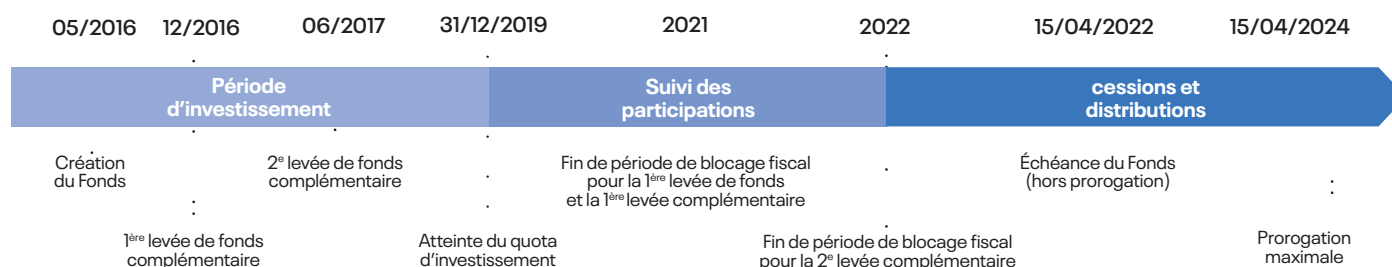 05/2016 12/2016 06/2017 31/12/2019 2021 2022 15/04/2022 15/04/2024
Période
d'investissement
Suivi des
participations
cessions et
distributions
Création
du Fonds
2e levée de fonds
complémentaire
Fin de période de blocage fiscal
pour la 1ère levée de fonds
et la 1ère levée complémentaire
Échéance du Fonds
(hors prorogation)
1ère levée de fonds
complémentaire
Atteinte du quota
d'investissement
Fin de période de blocage fiscal
pour la 2e levée complémentaire
Prorogation
maximale